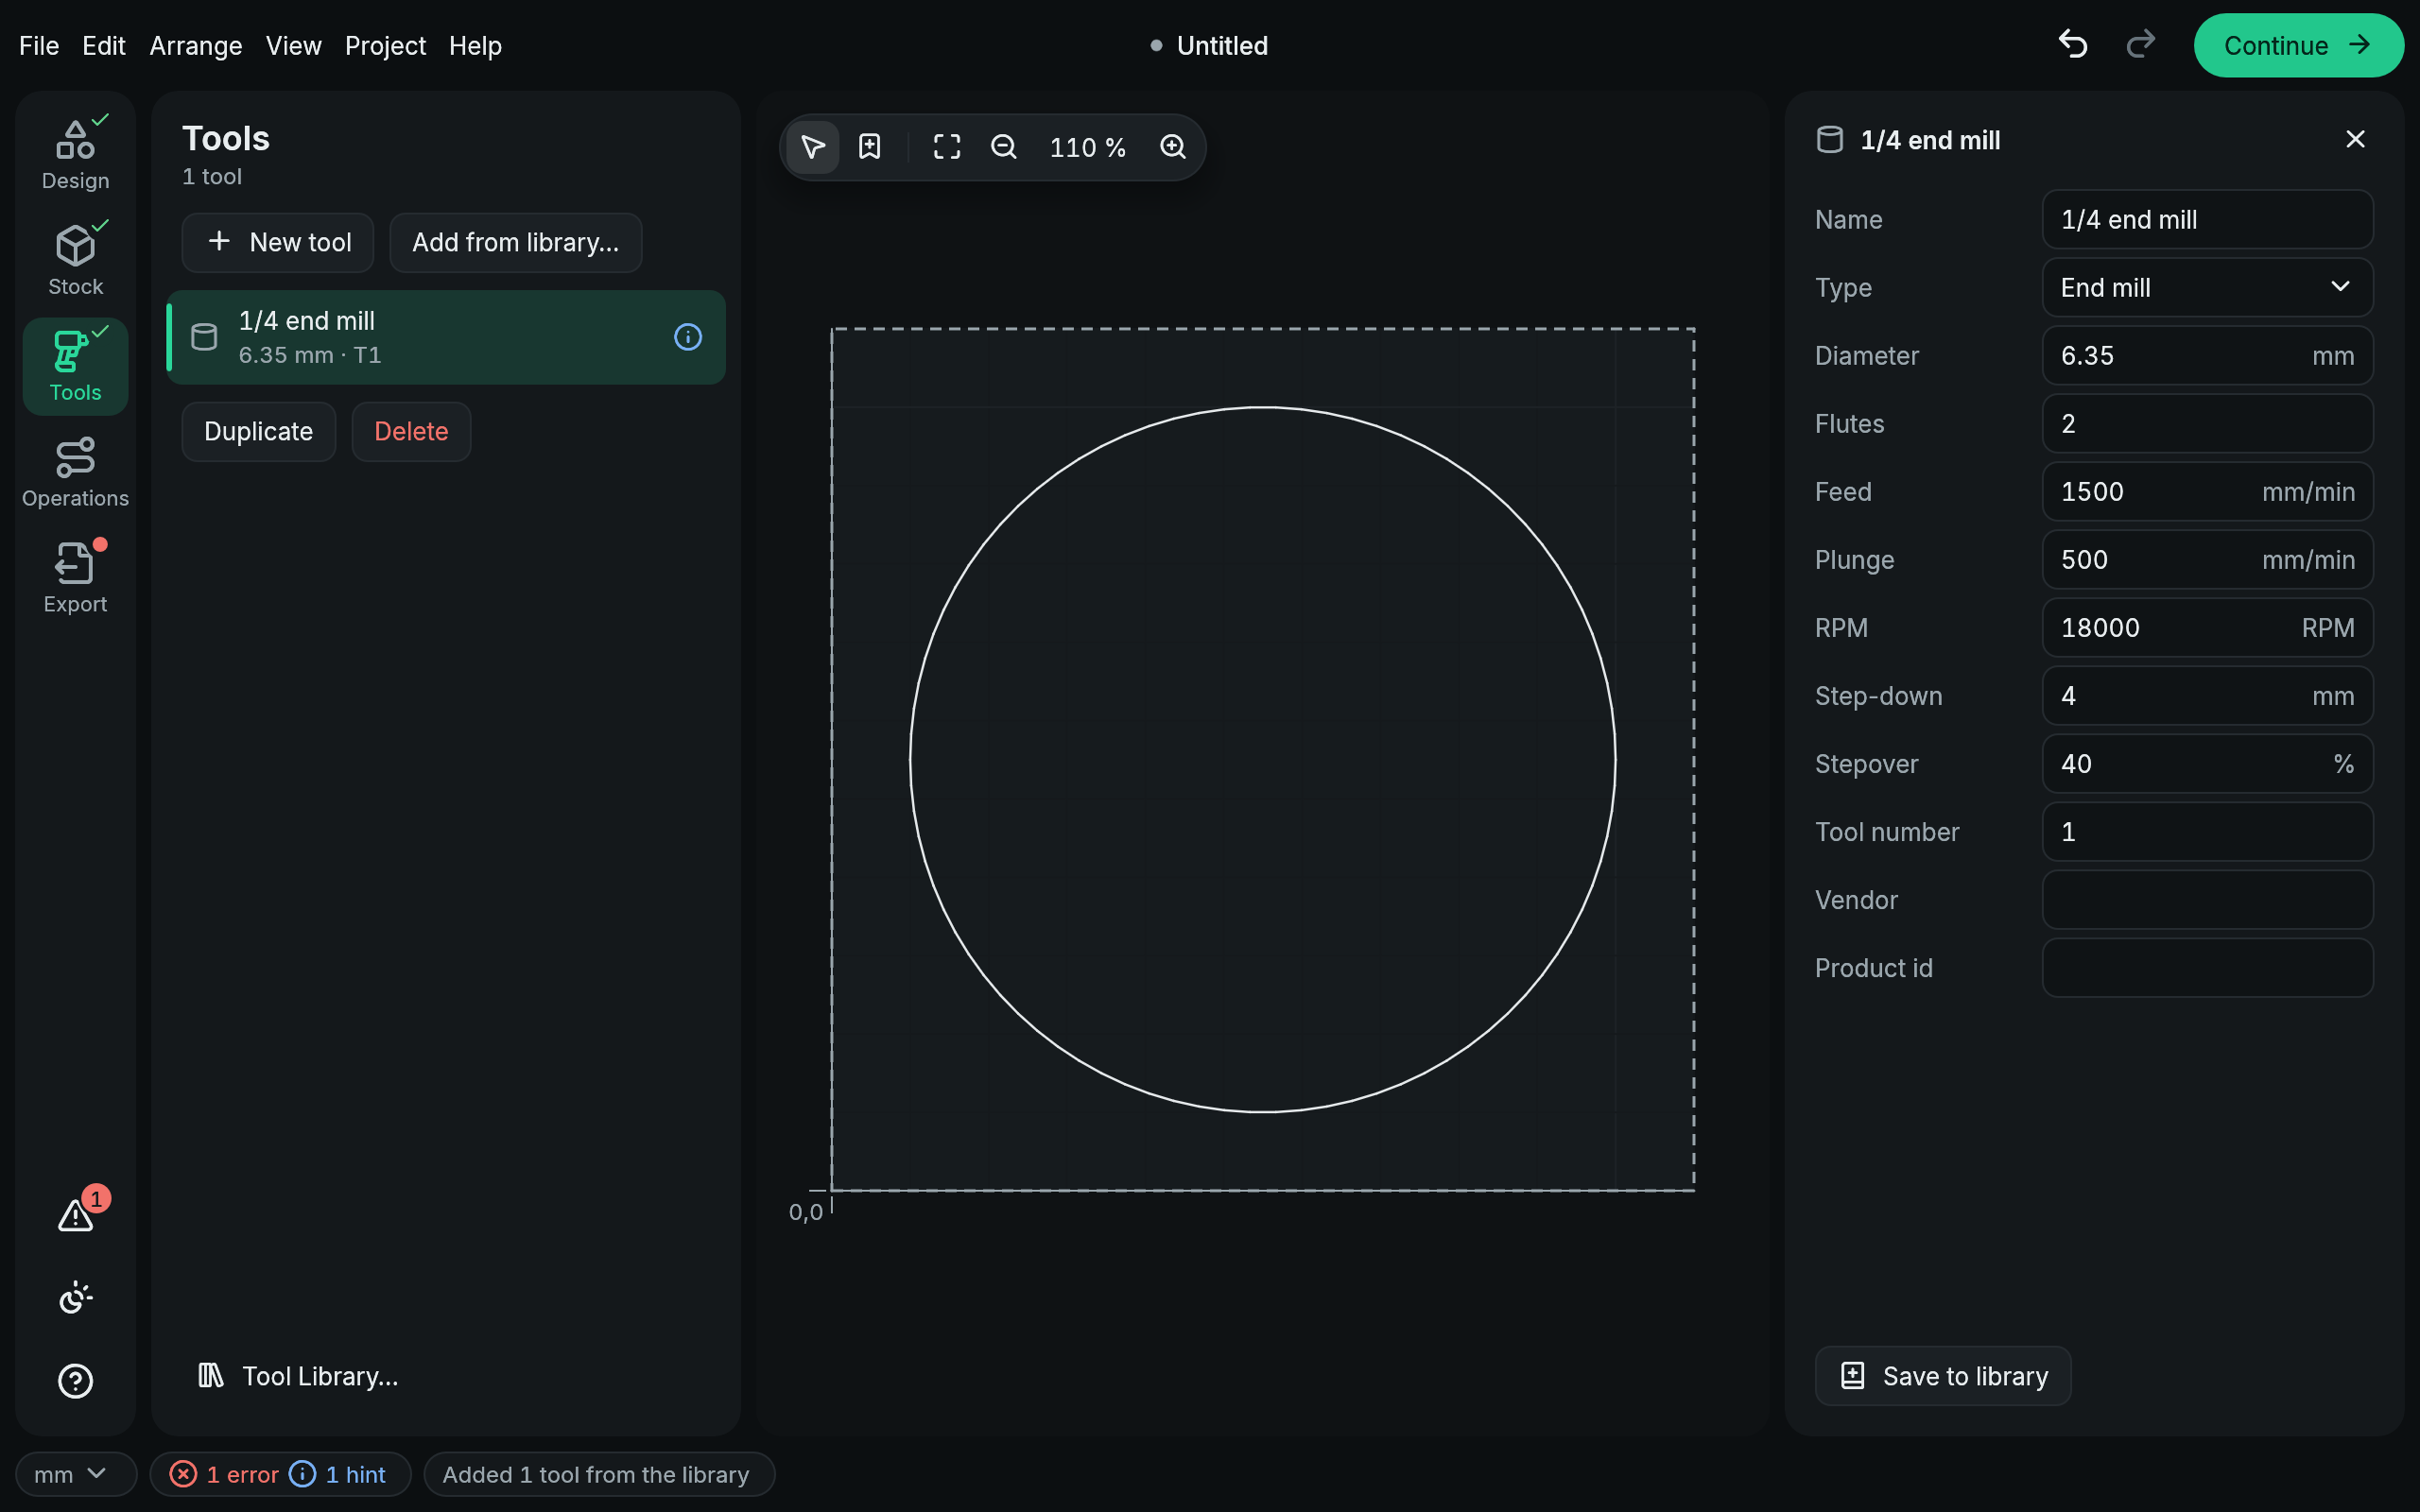 File Edit Arrange View Project Help
Untitled
Continue
Design
Stock
Tools
Operations
Export
1
Tools
1 tool
New tool
Add from library...
1/4 end mill
6.35 mm · T1
Duplicate
Delete
Tool Library...
110 %
0,0
1/4 end mill
Name 1/4 end mill
Type End mill
Diameter 6.35 mm
Flutes 2
Feed 1500 mm/min
Plunge 500 mm/min
RPM 18000 RPM
Step-down 4 mm
Stepover 40 %
Tool number 1
Vendor
Product id
Save to library
mm
1 error 1 hint
Added 1 tool from the library